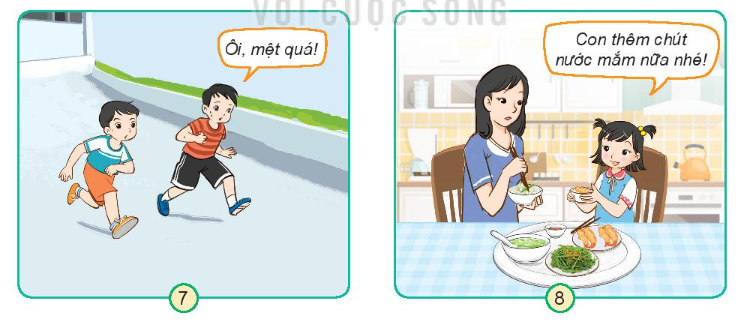 VỚI CUỘC SỐNG
Ôi, mệt quá!
Con thêm chút
nước mắm nữa nhé!
7
8